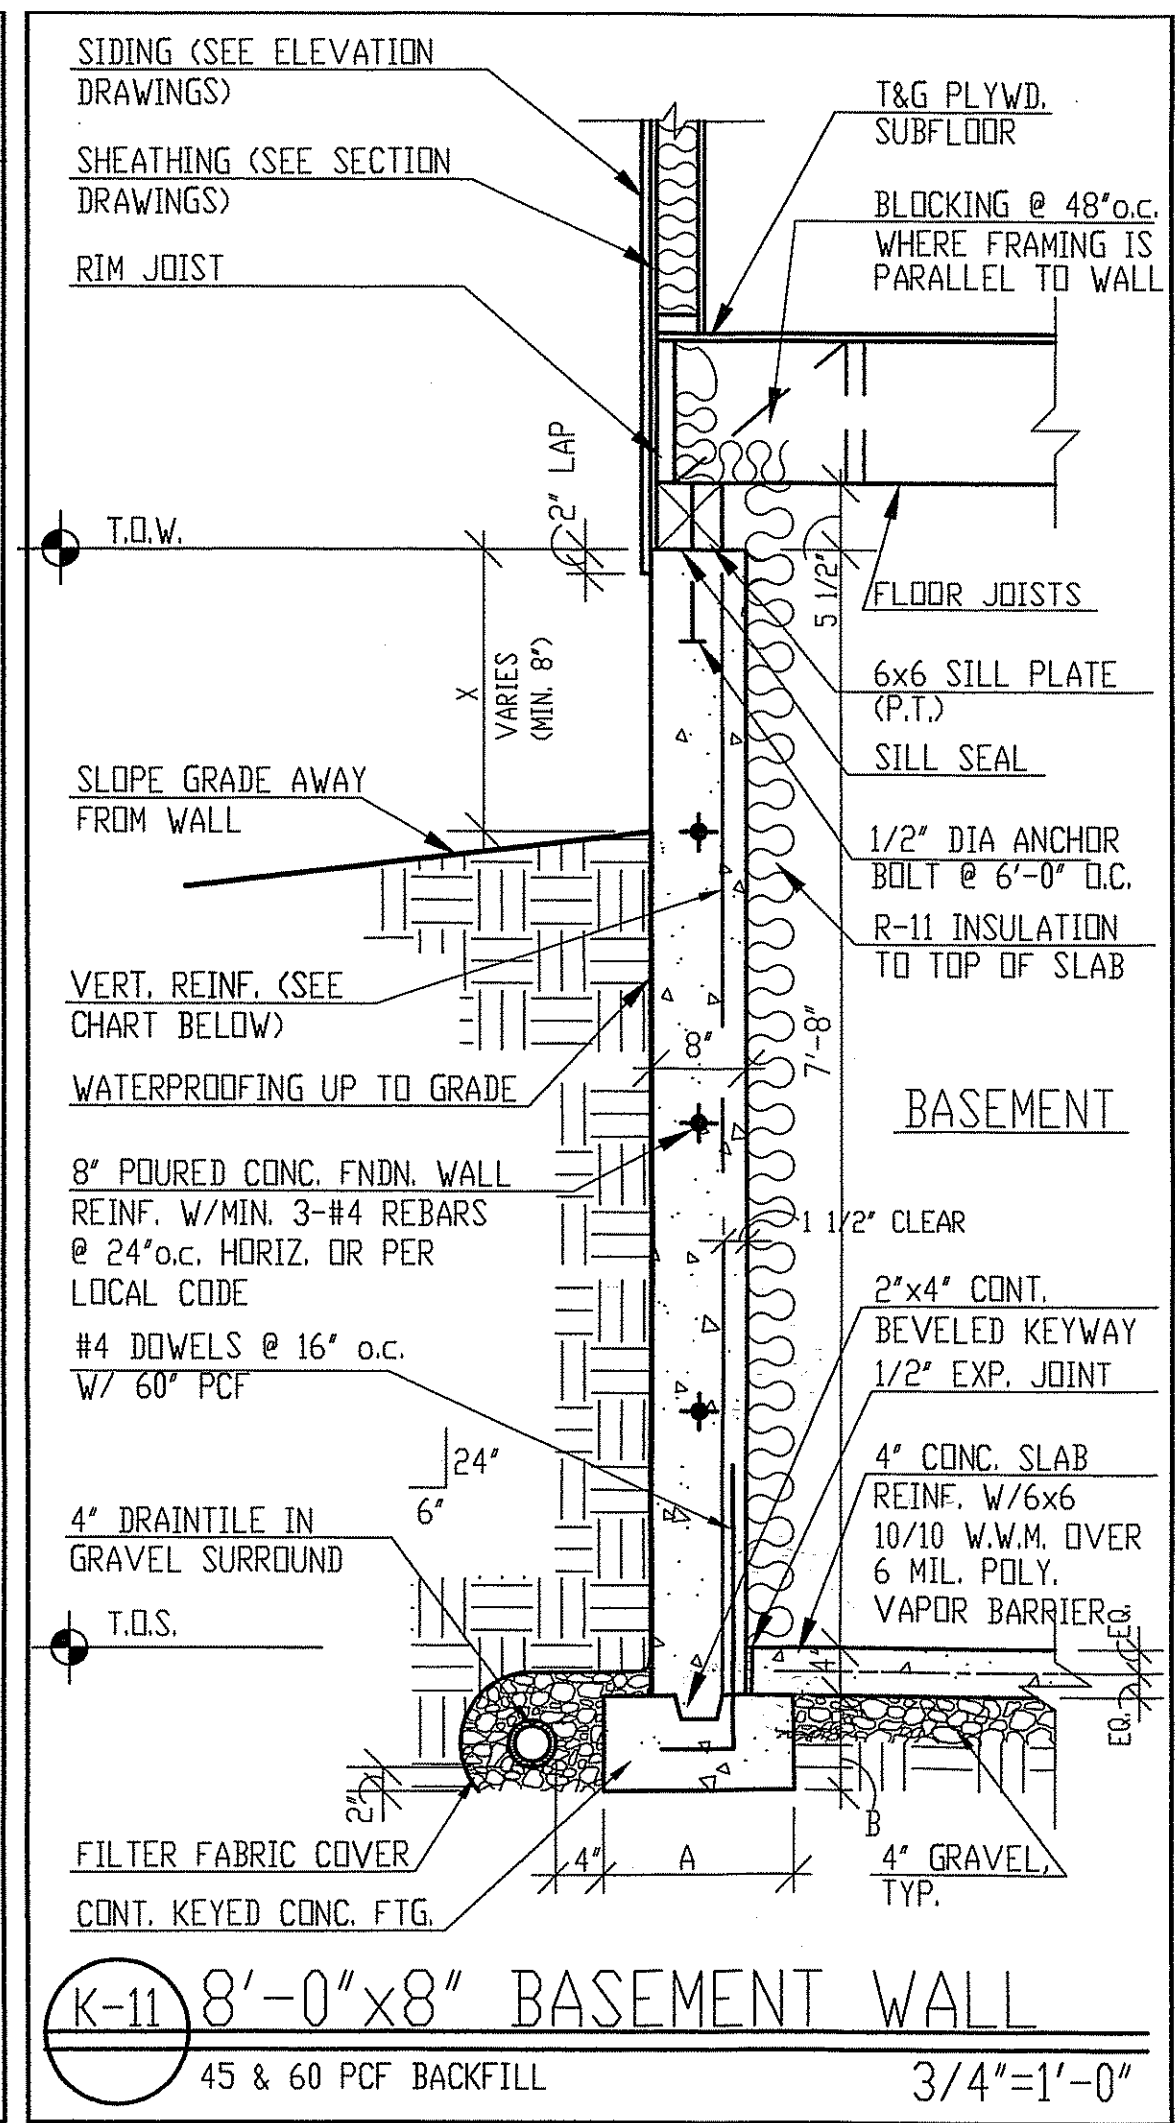 SIDING (SEE ELEVATION
DRAWINGS)
SHEATHING (SEE SECTION
DRAWINGS)
RIM JOIST
T&G PLYWD.
SUBFLOOR
BLOCKING @ 48"o.c.
WHERE FRAMING IS
PARALLEL TO WALL
2" LAP
T.O.W.
X
VARIES
(MIN. 8")
5 1/2"
FLOOR JOISTS
6x6 SILL PLATE
(P.T.)
SILL SEAL
SLOPE GRADE AWAY
FROM WALL
1/2" DIA ANCHOR
BOLT @ 6'-0" O.C.
R-11 INSULATION
TO TOP OF SLAB
VERT. REINF. (SEE
CHART BELOW)
8"
7'-8"
WATERPROOFING UP TO GRADE
BASEMENT
8" POURED CONC. FNDN. WALL
REINF. W/MIN. 3-#4 REBARS
@ 24"o.c. HORIZ. OR PER
LOCAL CODE
1 1/2" CLEAR
#4 DOWELS @ 16" o.c.
W/ 60" PCF
2"x4" CONT.
BEVELED KEYWAY
1/2" EXP. JOINT
24"
6"
4" CONC. SLAB
REINF. W/6x6
10/10 W.W.M. OVER
6 MIL. POLY.
VAPOR BARRIER
4" DRAINTILE IN
GRAVEL SURROUND
T.O.S.
4"
EQ.
EQ.
2"
B
FILTER FABRIC COVER
4"
A
4" GRAVEL,
TYP.
CONT. KEYED CONC. FTG.
K-11
8'-0"x8" BASEMENT WALL
45 & 60 PCF BACKFILL
3/4"=1'-0"